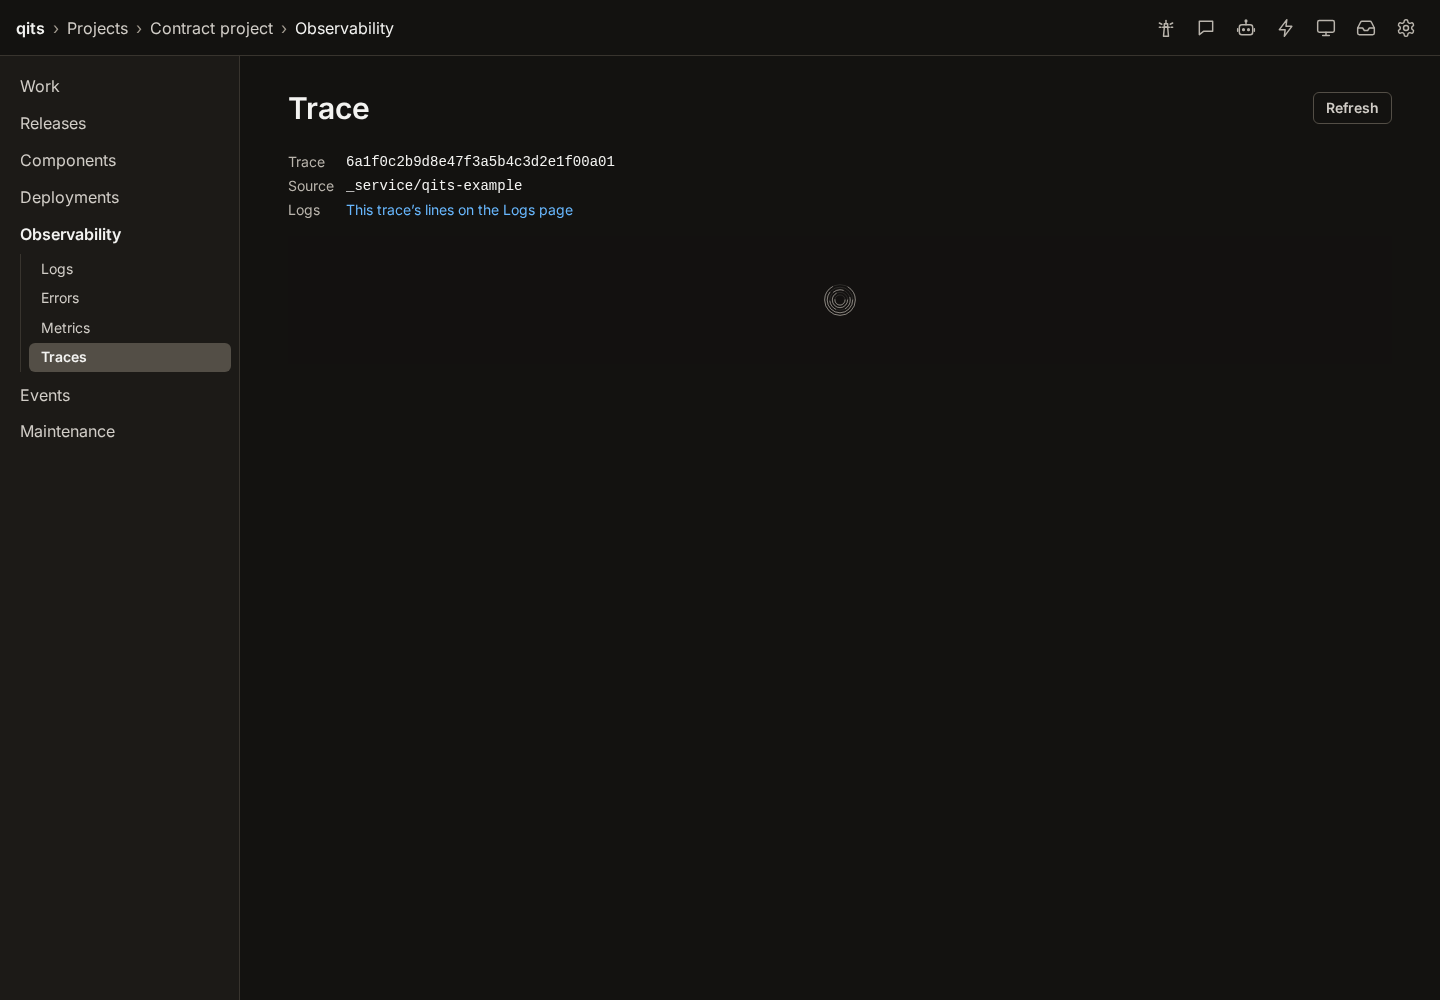 qits › Projects › Contract project › Observability
Work
Releases
Components
Deployments
Observability
Logs
Errors
Metrics
Traces
Events
Maintenance
Trace
Refresh
Trace 6a1f0c2b9d8e47f3a5b4c3d2e1f00a01
Source _service/qits-example
Logs This trace’s lines on the Logs page